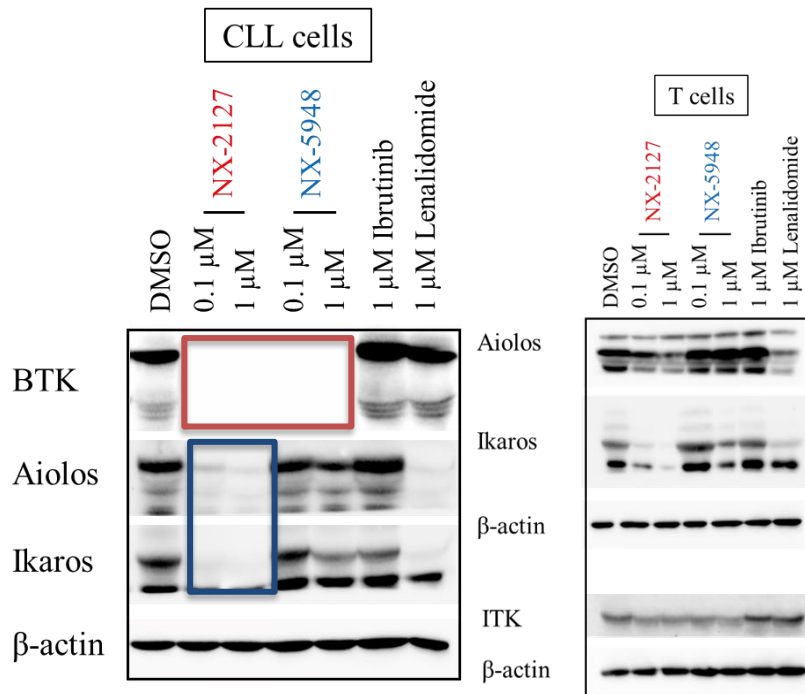 CLL cells
NX-2127
NX-5948
DMSO
0.1 µM
1 µM
0.1 µM
1 µM
1 µM Ibrutinib
1 µM Lenalidomide
BTK
Aiolos
Ikaros
β-actin
T cells
NX-2127
NX-5948
DMSO
0.1 µM
1 µM
0.1 µM
1 µM
1 µM Ibrutinib
1 µM Lenalidomide
Aiolos
Ikaros
β-actin
ITK
β-actin